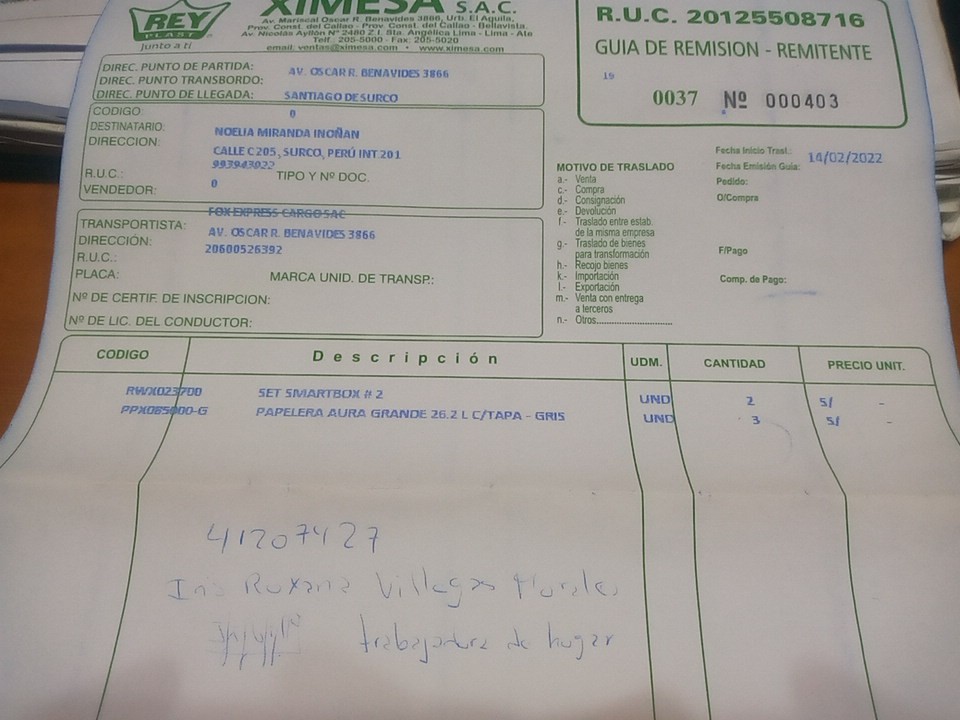 REY
PLAST
Junto a tí
XIMESA S.A.C.
Av. Mariscal Oscar R. Benavides 3866, Urb. El Aguila,
Prov. Const. del Callao - Prov. Const. del Callao - Bellavista.
Av. Nicolás Ayllón Nº 2480 Z.I. Sta. Angélica Lima - Lima - Ate
Telf.: 205-5000 - Fax: 205-5020
email. ventas@ximesa.com • www.ximesa.com
R.U.C. 20125508716
GUIA DE REMISION - REMITENTE
19
0037 Nº 000403
DIREC. PUNTO DE PARTIDA: AV. OSCAR R. BENAVIDES 3866
DIREC. PUNTO TRANSBORDO:
DIREC. PUNTO DE LLEGADA: SANTIAGO DE SURCO
CODIGO: 0
DESTINATARIO: NOELIA MIRANDA INOÑAN
DIRECCION: CALLE C 205, SURCO, PERÚ INT 201
993943922
R.U.C.: TIPO Y Nº DOC.
VENDEDOR: 0
Fecha Inicio Trasl.: 14/02/2022
Fecha Emisión Guía:
Pedido:
O/Compra
F/Pago
Comp. de Pago:
MOTIVO DE TRASLADO
a.- Venta
c.- Compra
d.- Consignación
e.- Devolución
f.- Traslado entre estab.
de la misma empresa
g.- Traslado de bienes
para transformación
h.- Recojo bienes
k.- Importación
l.- Exportación
m.- Venta con entrega
a terceros
n.- Otros..............................
FOX EXPRESS CARGO SAC
TRANSPORTISTA:
DIRECCIÓN: AV. OSCAR R. BENAVIDES 3866
R.U.C.: 20600526392
PLACA: MARCA UNID. DE TRANSP.:
Nº DE CERTIF. DE INSCRIPCION:
Nº DE LIC. DEL CONDUCTOR:
CODIGO Descripción UDM. CANTIDAD PRECIO UNIT.
RWX023700 SET SMARTBOX # 2 UND 2 S/ -
PPX085000-G PAPELERA AURA GRANDE 26.2 L C/TAPA - GRIS UND 3 S/ -
41207427
Roxana Villegas Morales
trabajadora de hogar